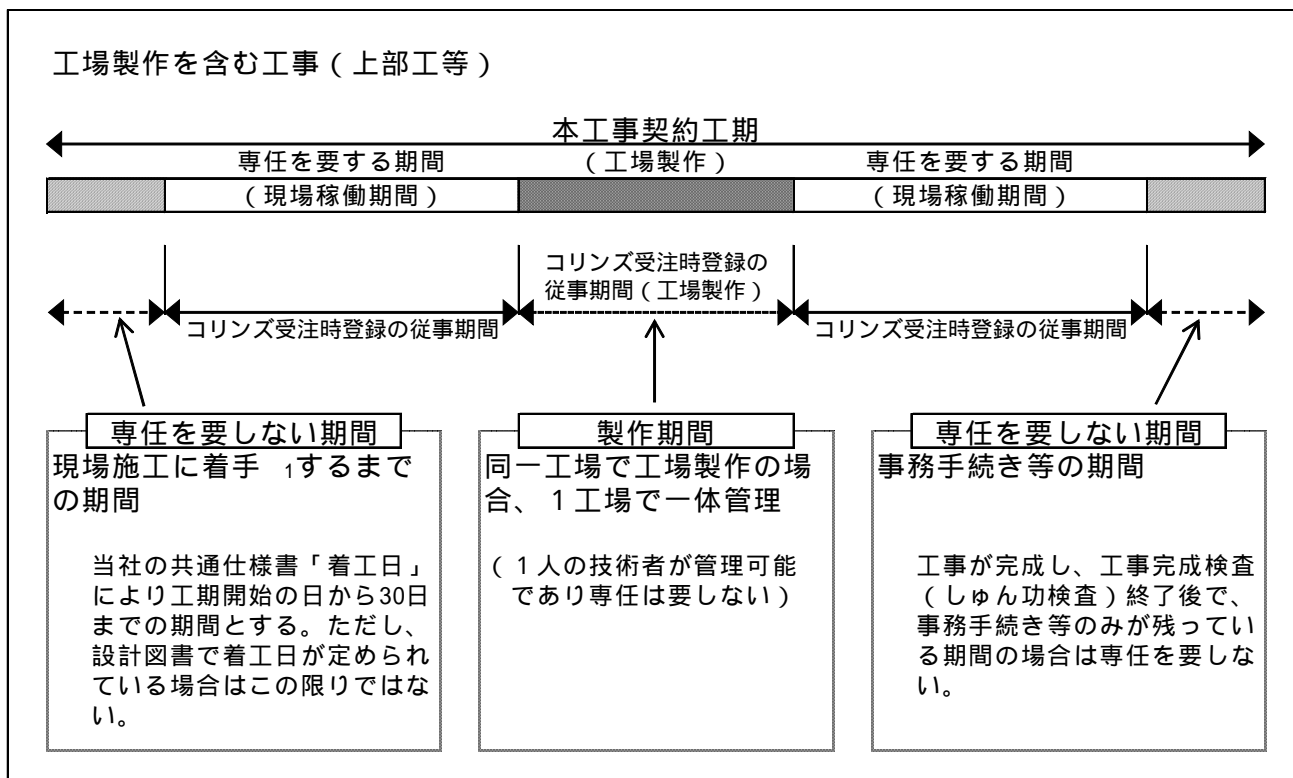 工場製作を含む工事（上部工等）
本工事契約工期
専任を要する期間
（工場製作）
専任を要する期間
（現場稼働期間）
（現場稼働期間）
コリンズ受注時登録の
従事期間（工場製作）
コリンズ受注時登録の従事期間
コリンズ受注時登録の従事期間
専任を要しない期間
現場施工に着手 1するまで
の期間
当社の共通仕様書「着工日」
により工期開始の日から30日
までの期間とする。ただし、
設計図書で着工日が定められ
ている場合はこの限りではな
い。
製作期間
同一工場で工場製作の場
合、１工場で一体管理
（１人の技術者が管理可能
であり専任は要しない）
専任を要しない期間
事務手続き等の期間
工事が完成し、工事完成検査
（しゅん功検査）終了後で、
事務手続き等のみが残ってい
る期間の場合は専任を要しな
い。